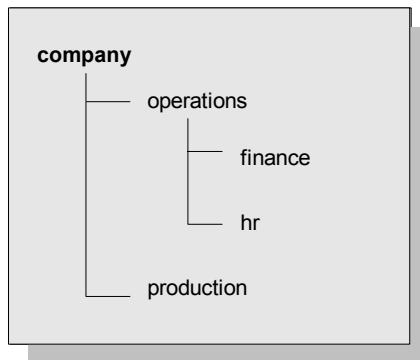 company
operations
finance
hr
production